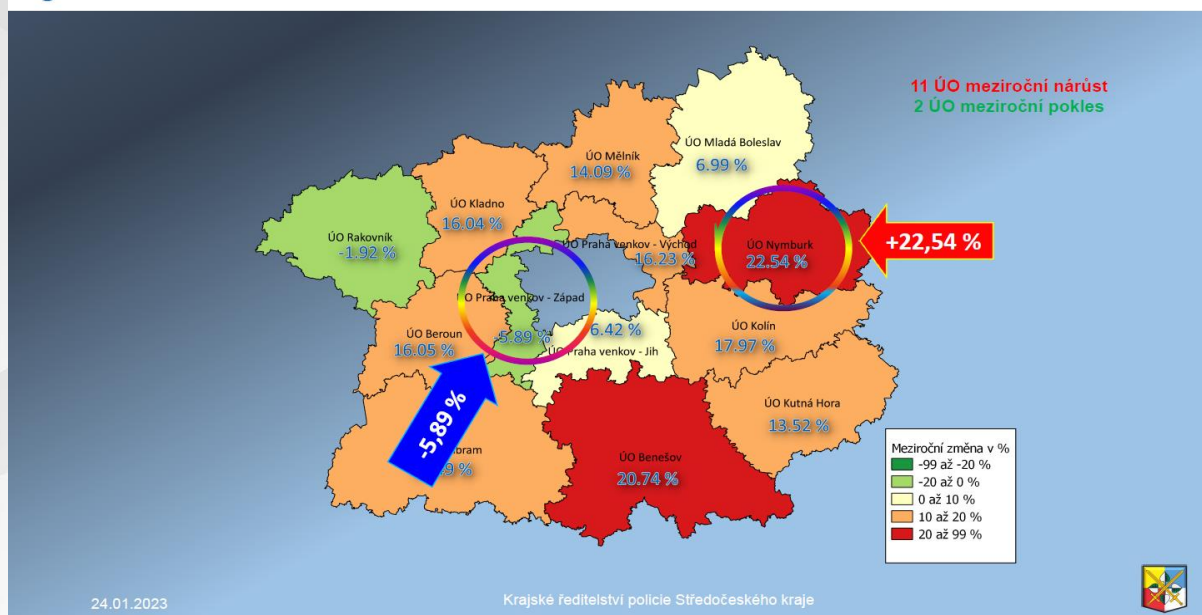 11 ÚO meziroční nárůst
2 ÚO meziroční pokles
ÚO Mladá Boleslav
6.99 %
ÚO Mělník
14.09 %
ÚO Kladno
16.04 %
ÚO Rakovník
-1.92 %
ÚO Praha venkov - Východ
16.23 %
ÚO Nymburk
22.54 %
+22,54 %
ÚO Praha venkov - Západ
-5.89 %
6.42 %
ÚO Praha venkov - Jih
ÚO Beroun
16.05 %
ÚO Kolín
17.97 %
-5,89 %
ÚO Kutná Hora
13.52 %
ÚO Benešov
20.74 %
Meziroční změna v %
-99 až -20 %
-20 až 0 %
0 až 10 %
10 až 20 %
20 až 99 %
24.01.2023
Krajské ředitelství policie Středočeského kraje